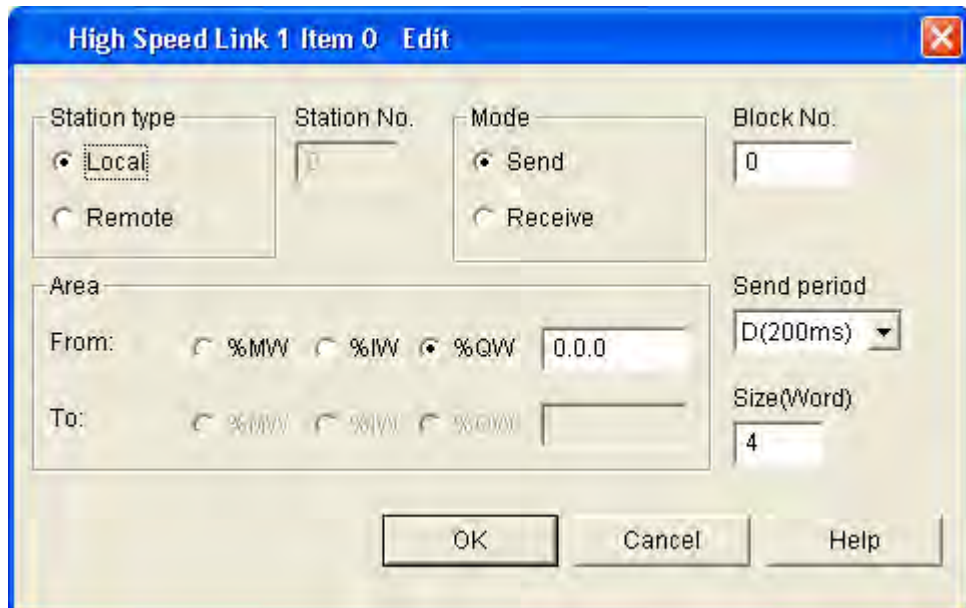 High Speed Link 1 Item 0 Edit
Station type
Local
Remote
Station No.
0
Mode
Send
Receive
Block No.
0
Area
From: %MW %IW %QW 0.0.0
To: %MW %IW %QW
Send period
D(200ms)
Size(Word)
4
OK Cancel Help